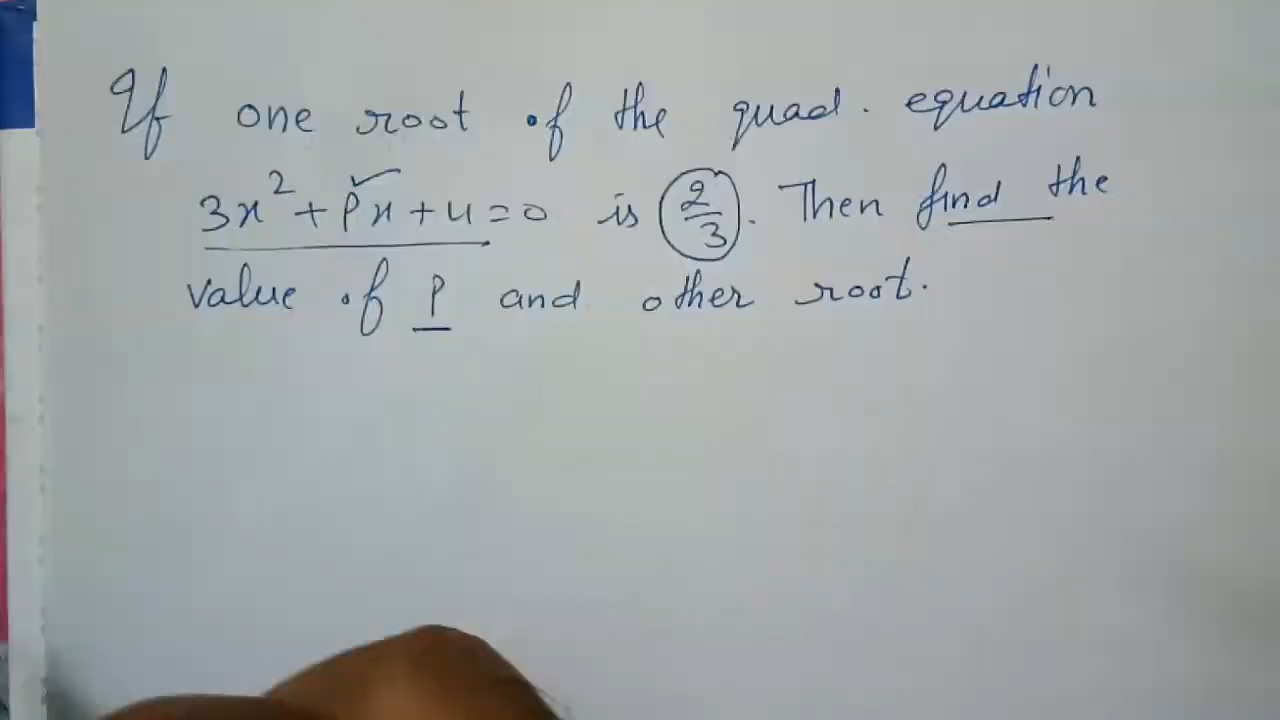 If one root of the quad. equation
3x² + Px + 4 = 0 is 2/3. Then find the
value of P and other root.